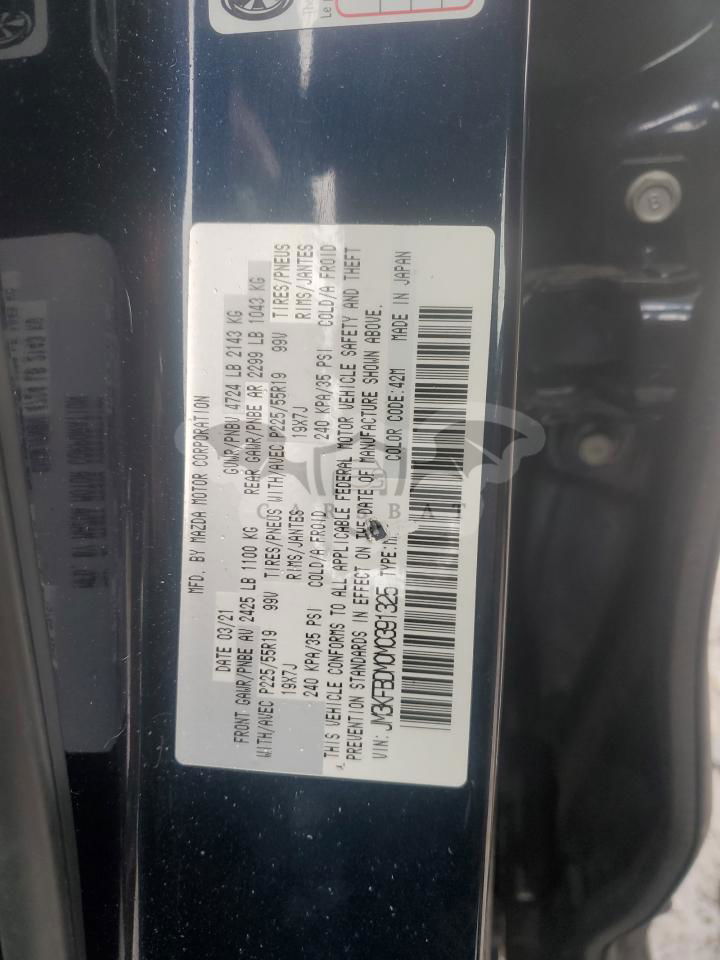 MFD. BY MAZDA MOTOR CORPORATION
DATE 03/21 GVWR/PNBV 4724 LB 2143 KG
FRONT GAWR/PNBE AV 2425 LB 1100 KG REAR GAWR/PNBE AR 2299 LB 1043 KG
WITH/AVEC P225/55R19 99V TIRES/PNEUS WITH/AVEC P225/55R19 99V TIRES/PNEUS
19X7J RIMS/JANTES 19X7J RIMS/JANTES
240 KPA/35 PSI COLD/A FROID 240 KPA/35 PSI COLD/A FROID
THIS VEHICLE CONFORMS TO ALL APPLICABLE FEDERAL MOTOR VEHICLE SAFETY AND THEFT
PREVENTION STANDARDS IN EFFECT ON THE DATE OF MANUFACTURE SHOWN ABOVE.
VIN: JM3KFBDM0M0391325 TYPE: COLOR CODE:42M MADE IN JAPAN
CARSBAT
Le